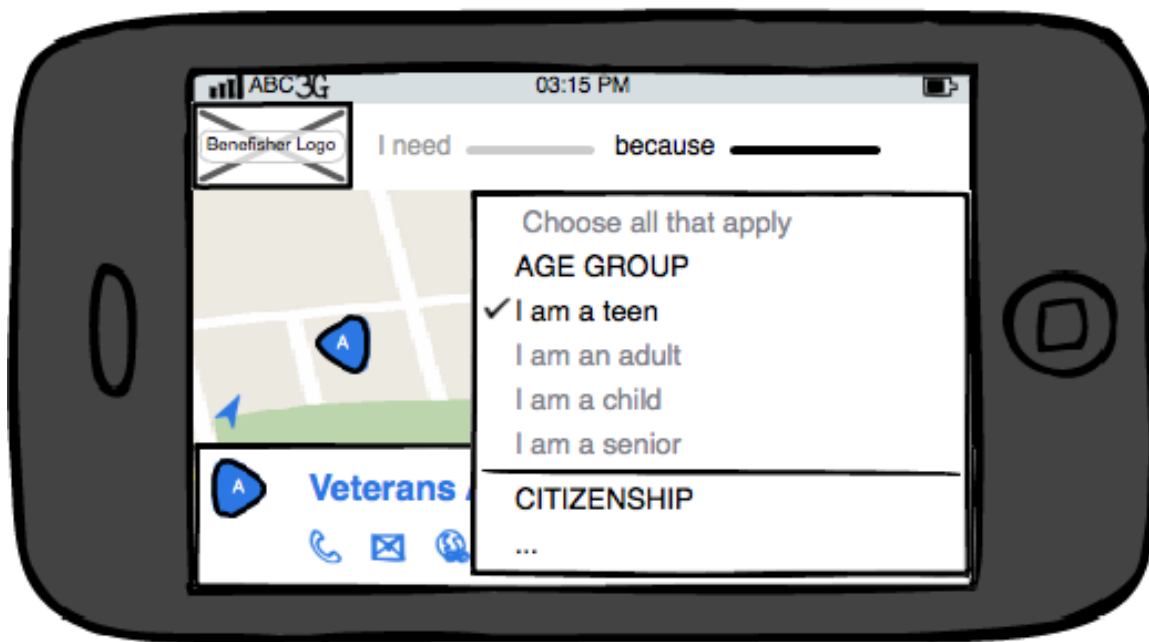 ABC 3G 03:15 PM
Benefisher Logo I need because
Choose all that apply
AGE GROUP
I am a teen
I am an adult
I am a child
I am a senior
CITIZENSHIP
...
A
A Veterans A